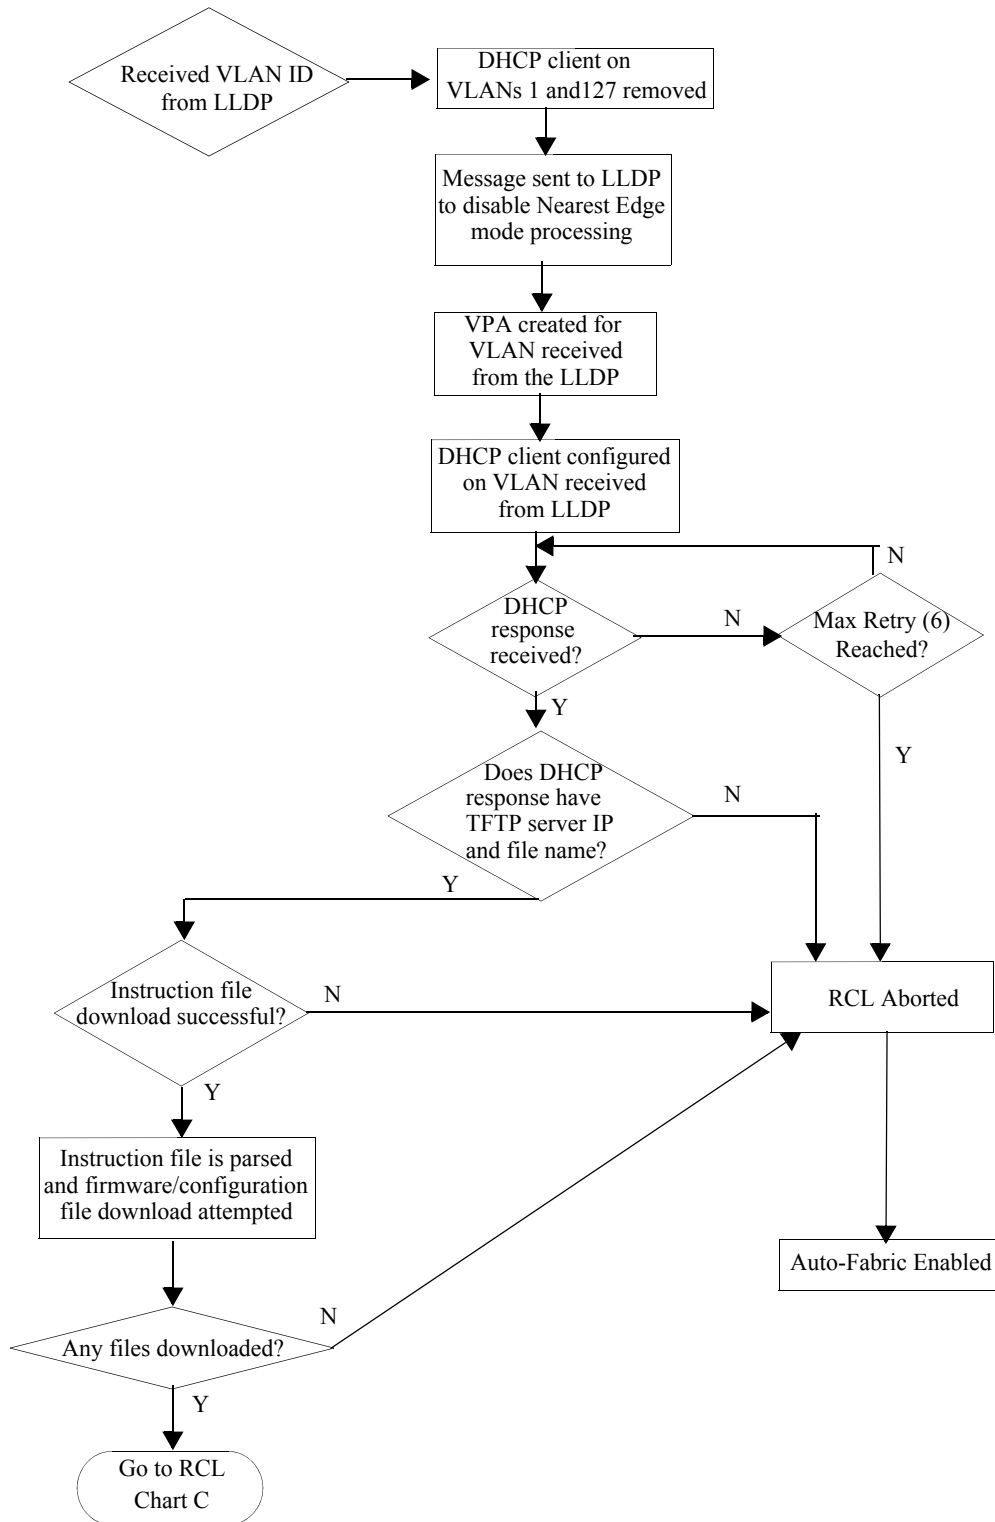 Received VLAN ID
from LLDP
DHCP client on
VLANs 1 and127 removed
Message sent to LLDP
to disable Nearest Edge
mode processing
VPA created for
VLAN received
from the LLDP
DHCP client configured
on VLAN received
from LLDP
N
DHCP
response
received?
N
Max Retry (6)
Reached?
Y
Y
Does DHCP
response have
TFTP server IP
and file name?
N
Y
Instruction file
download successful?
N
RCL Aborted
Y
Instruction file is parsed
and firmware/configuration
file download attempted
Auto-Fabric Enabled
N
Any files downloaded?
Y
Go to RCL
Chart C